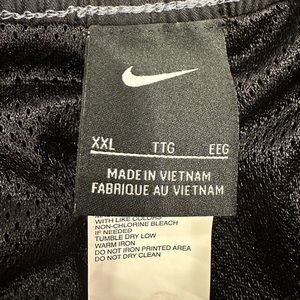 XXL TTG EEG
MADE IN VIETNAM
FABRIQUE AU VIETNAM
WITH LIKE COLORS
NON-CHLORINE BLEACH
IF NEEDED
TUMBLE DRY LOW
WARM IRON
DO NOT IRON PRINTED AREA
DO NOT DRY CLEAN